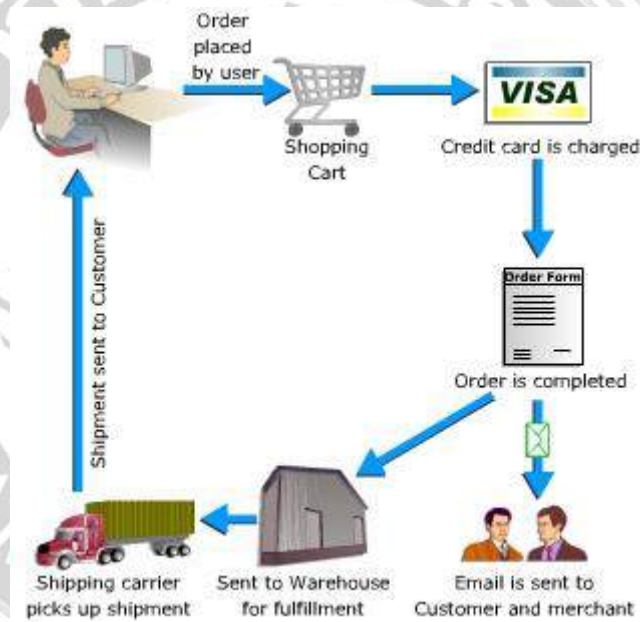 Order
placed
by user
Shopping
Cart
VISA
Credit card is charged
Order Form
Order is completed
Shipment sent to Customer
Shipping carrier
picks up shipment
Sent to Warehouse
for fulfillment
Email is sent to
Customer and merchant